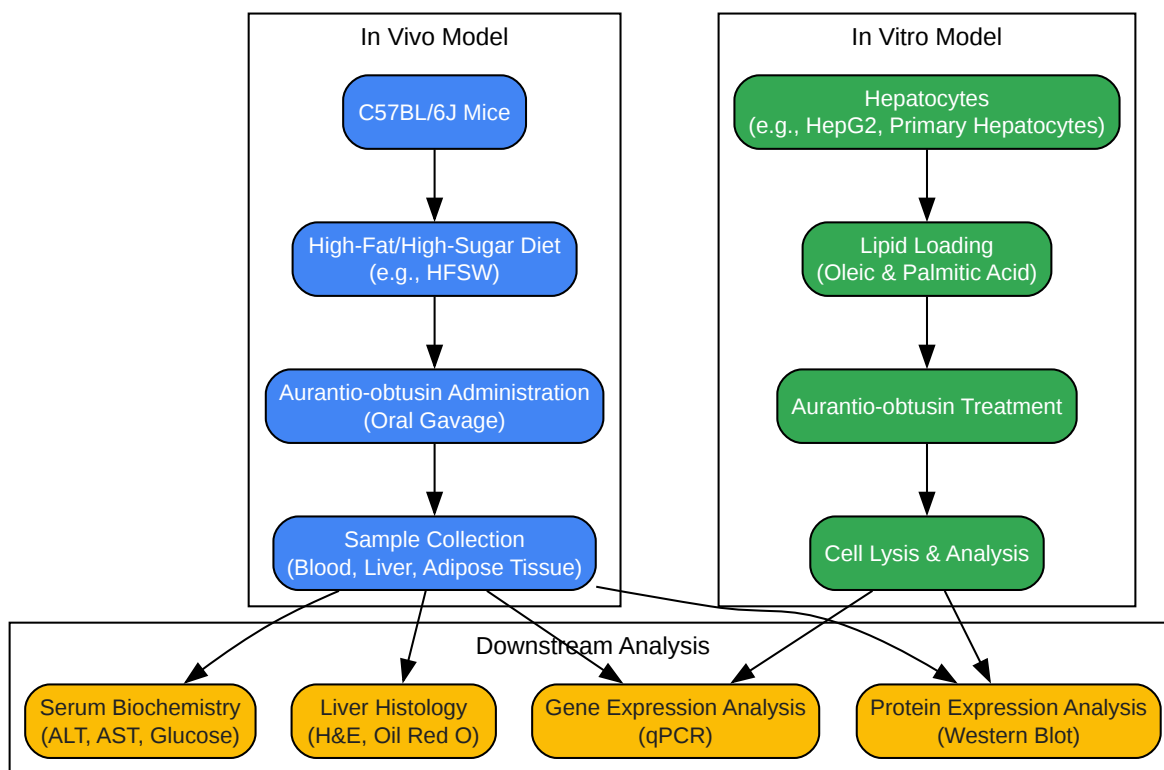 In Vivo Model
In Vitro Model
C57BL/6J Mice
Hepatocytes
(e.g., HepG2, Primary Hepatocytes)
High-Fat/High-Sugar Diet
(e.g., HFSW)
Lipid Loading
(Oleic & Palmitic Acid)
Aurantio-obtusin Administration
(Oral Gavage)
Aurantio-obtusin Treatment
Sample Collection
(Blood, Liver, Adipose Tissue)
Cell Lysis & Analysis
Downstream Analysis
Serum Biochemistry
(ALT, AST, Glucose)
Liver Histology
(H&E, Oil Red O)
Gene Expression Analysis
(qPCR)
Protein Expression Analysis
(Western Blot)